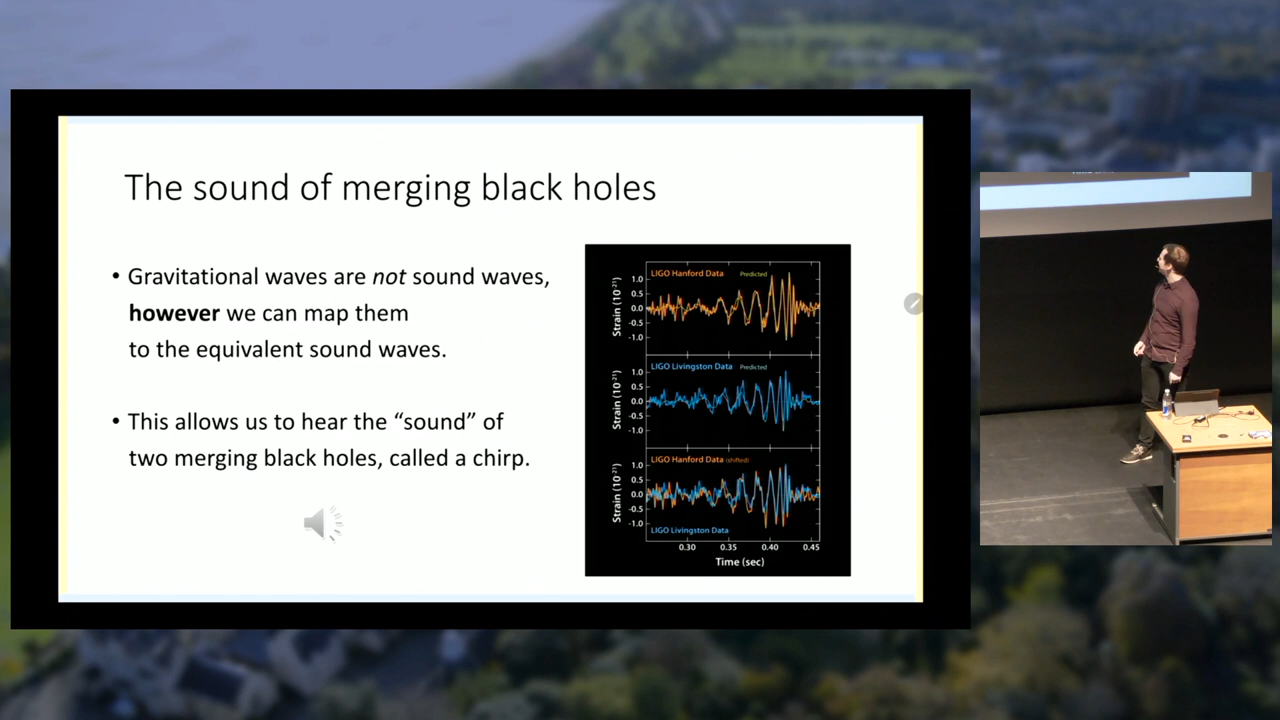 The sound of merging black holes
• Gravitational waves are not sound waves,
however we can map them
to the equivalent sound waves.
• This allows us to hear the “sound” of
two merging black holes, called a chirp.
LIGO Hanford Data Predicted
Strain (10⁻²¹)
1.0
0.5
0.0
-0.5
-1.0
LIGO Livingston Data Predicted
Strain (10⁻²¹)
1.0
0.5
0.0
-0.5
-1.0
LIGO Hanford Data (shifted)
Strain (10⁻²¹)
1.0
0.5
0.0
-0.5
-1.0
LIGO Livingston Data
0.30 0.35 0.40 0.45
Time (sec)